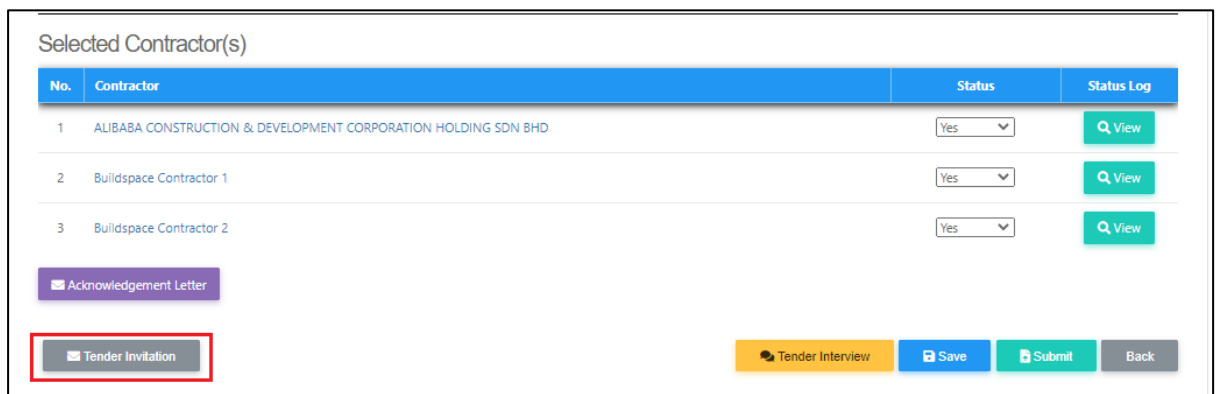 Selected Contractor(s)
No. Contractor Status Status Log
1 ALIBABA CONSTRUCTION & DEVELOPMENT CORPORATION HOLDING SDN BHD Yes View
2 Buildspace Contractor 1 Yes View
3 Buildspace Contractor 2 Yes View
Acknowledgement Letter
Tender Invitation Tender Interview Save Submit Back